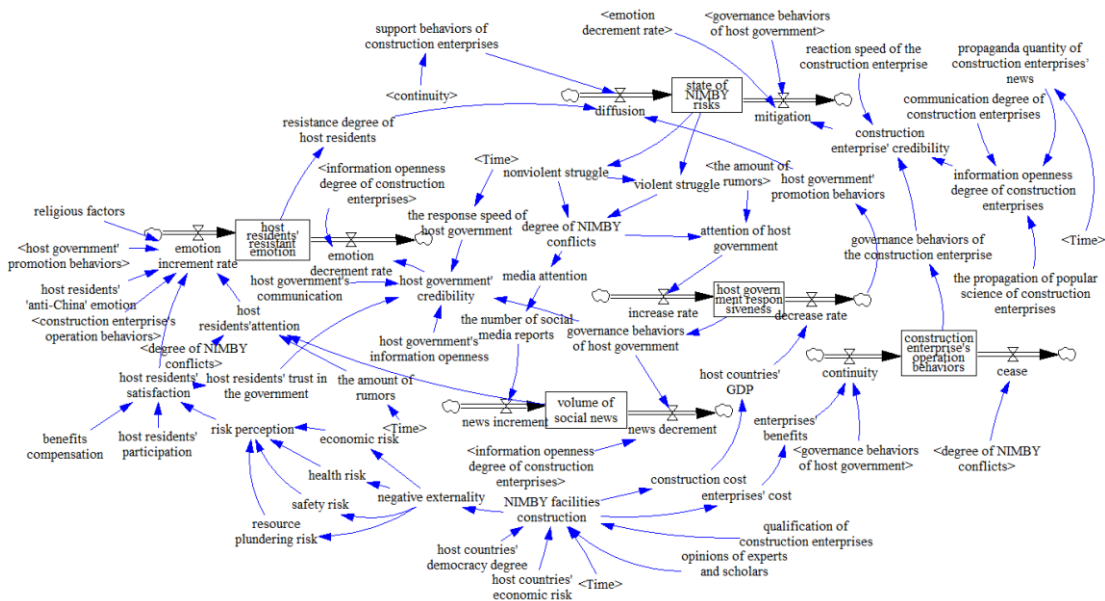 support behaviors of
construction enterprises
<emotion
decrement rate>
<governance behaviors
of host government>
reaction speed of the
construction enterprise
propaganda quantity of
construction enterprises'
news
<continuity>
state of
NIMBY
risks
diffusion
mitigation
communication degree of
construction enterprises
resistance degree of
host residents
construction
enterprise' credibility
<information openness
degree of construction
enterprises>
<Time>
nonviolent struggle
violent struggle
<the amount of
rumors>
host government'
promotion behaviors
information openness
degree of construction
enterprises
religious factors
host
residents'
resistant
emotion
emotion
increment rate
emotion
decrement rate
the response speed of
host government
degree of NIMBY
conflicts
attention of host
government
governance behaviors of
the construction enterprise
<Time>
<host government'
promotion behaviors>
host residents'
'anti-China' emotion
host government's
communication
host government'
credibility
media attention
increase rate
host govern
ment respon
siveness
decrease rate
the propagation of popular
science of construction
enterprises
<construction enterprise's
operation behaviors>
host
residents'attention
the number of social
media reports
governance behaviors
of host government
construction
enterprise's
operation
behaviors
continuity
cease
<degree of NIMBY
conflicts>
host government's
information openness
host residents'
satisfaction
host residents' trust in
the government
the amount of
rumors
host countries'
GDP
benefits
compensation
host residents'
participation
risk perception
economic risk
<Time>
news increment
volume of
social news
news decrement
enterprises'
benefits
<governance behaviors
of host government>
<degree of NIMBY
conflicts>
<information openness
degree of construction
enterprises>
health risk
safety risk
resource
plundering risk
negative externality
NIMBY facilities
construction
construction cost
enterprises' cost
qualification of
construction enterprises
opinions of experts
and scholars
host countries'
democracy degree
host countries'
economic risk
<Time>